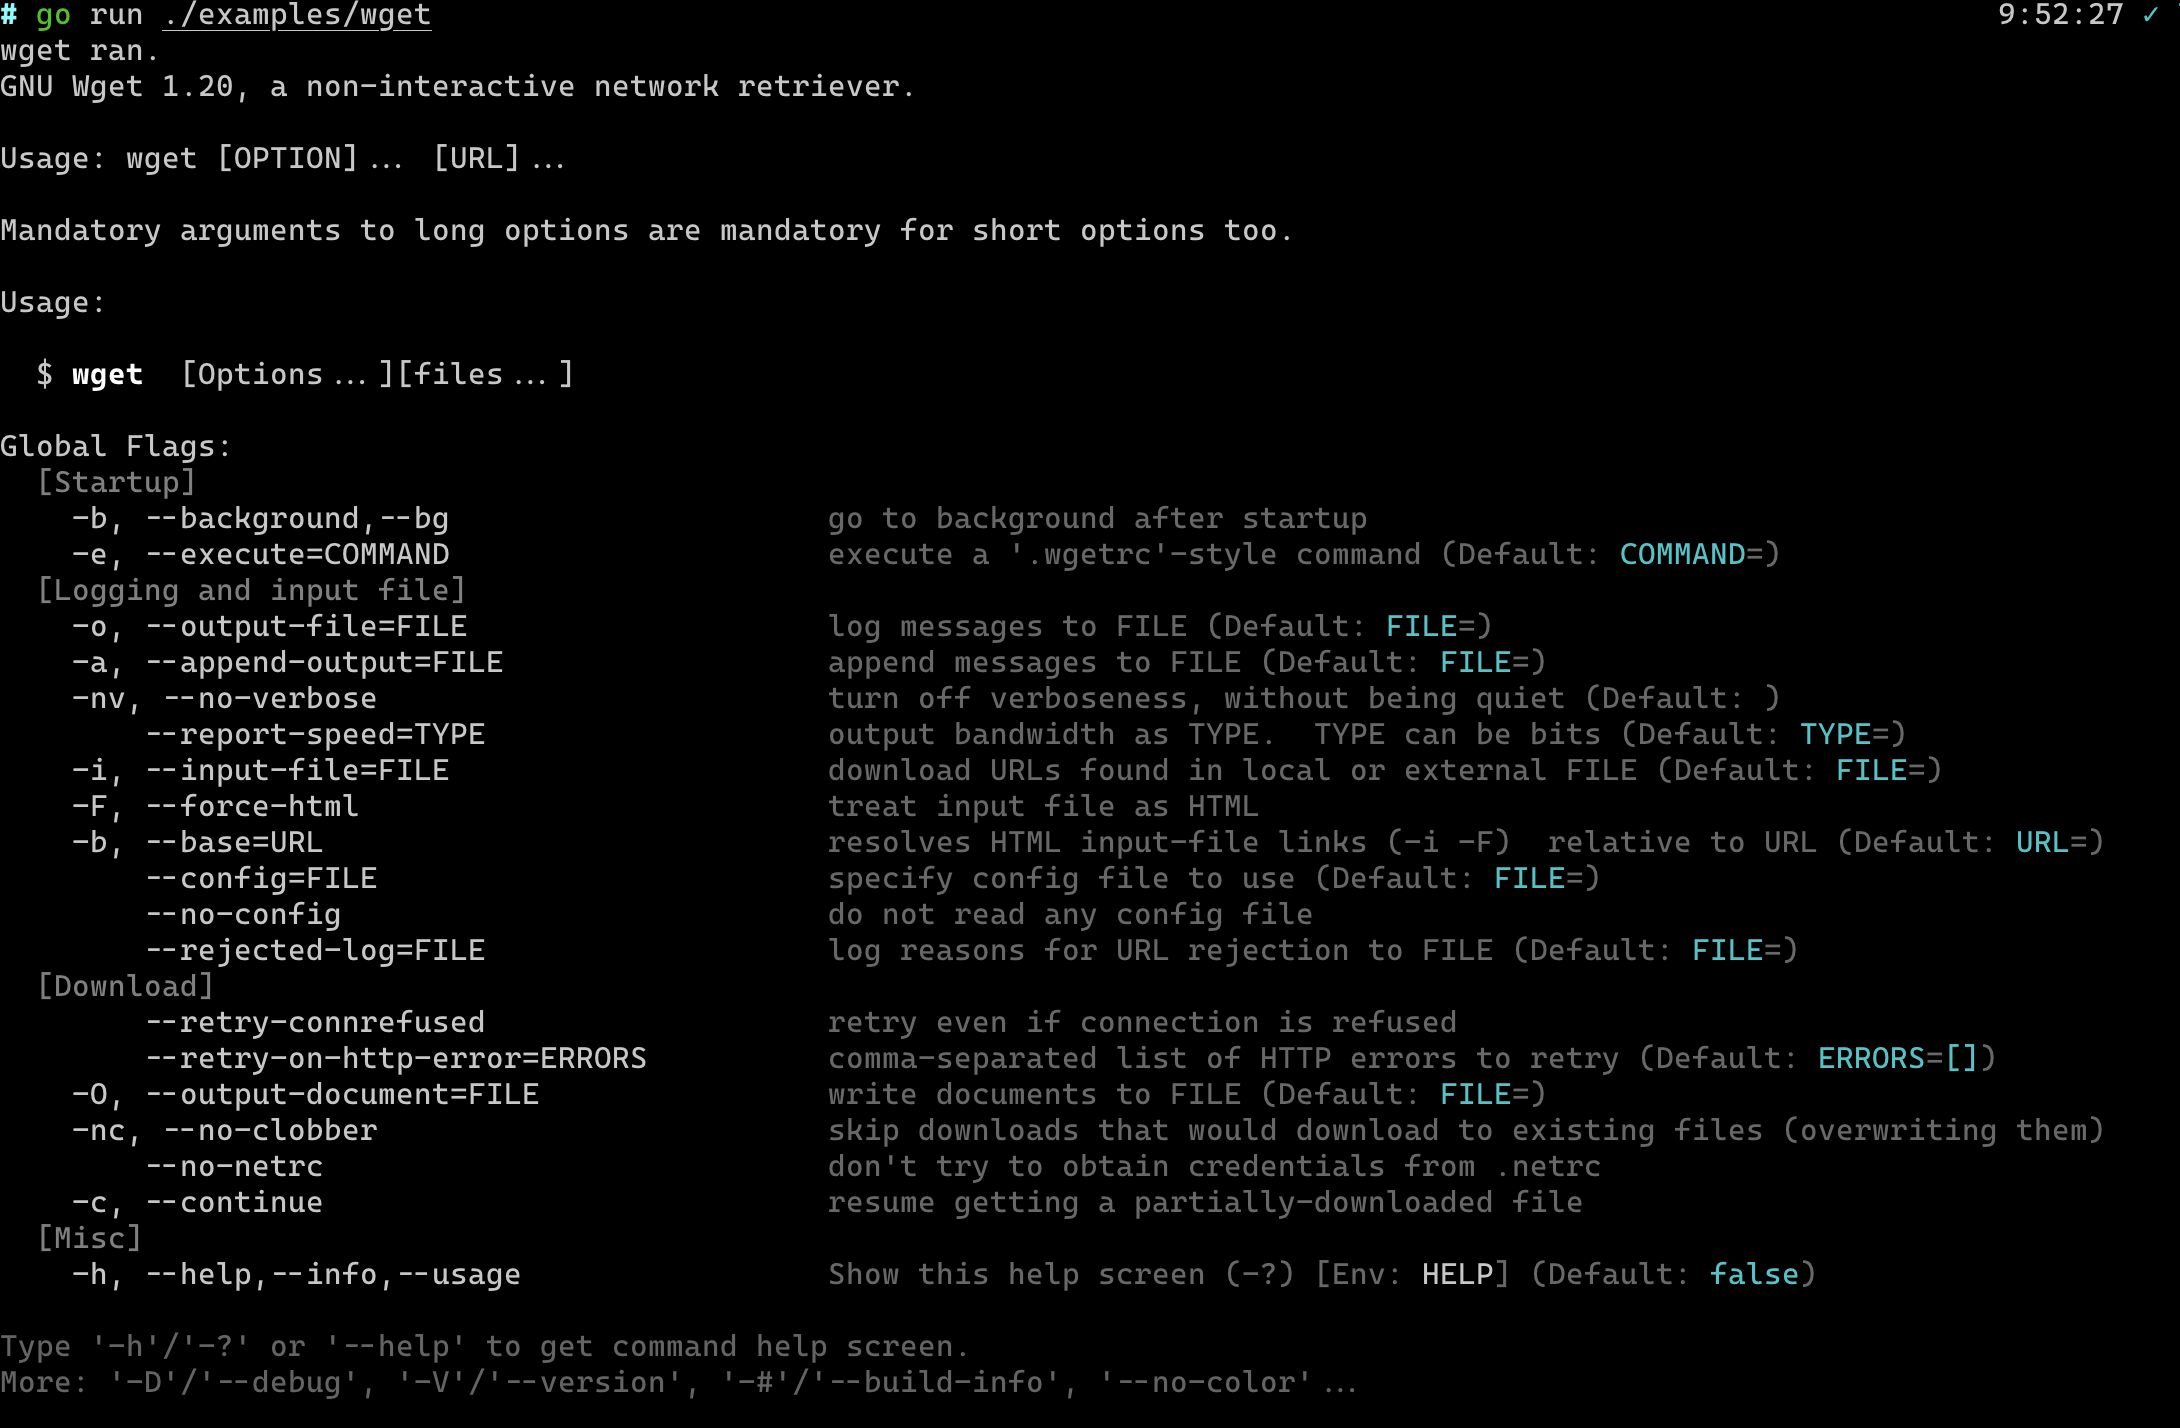 # go run ./examples/wget 9:52:27 ✓
wget ran.
GNU Wget 1.20, a non-interactive network retriever.
Usage: wget [OPTION]... [URL]...
Mandatory arguments to long options are mandatory for short options too.
Usage:
$ wget [Options...][files...]
Global Flags:
[Startup]
-b, --background,--bg go to background after startup
-e, --execute=COMMAND execute a '.wgetrc'-style command (Default: COMMAND=)
[Logging and input file]
-o, --output-file=FILE log messages to FILE (Default: FILE=)
-a, --append-output=FILE append messages to FILE (Default: FILE=)
-nv, --no-verbose turn off verboseness, without being quiet (Default: )
--report-speed=TYPE output bandwidth as TYPE.  TYPE can be bits (Default: TYPE=)
-i, --input-file=FILE download URLs found in local or external FILE (Default: FILE=)
-F, --force-html treat input file as HTML
-b, --base=URL resolves HTML input-file links (-i -F)  relative to URL (Default: URL=)
--config=FILE specify config file to use (Default: FILE=)
--no-config do not read any config file
--rejected-log=FILE log reasons for URL rejection to FILE (Default: FILE=)
[Download]
--retry-connrefused retry even if connection is refused
--retry-on-http-error=ERRORS comma-separated list of HTTP errors to retry (Default: ERRORS=[])
-O, --output-document=FILE write documents to FILE (Default: FILE=)
-nc, --no-clobber skip downloads that would download to existing files (overwriting them)
--no-netrc don't try to obtain credentials from .netrc
-c, --continue resume getting a partially-downloaded file
[Misc]
-h, --help,--info,--usage Show this help screen (-?) [Env: HELP] (Default: false)
Type '-h'/'-?' or '--help' to get command help screen.
More: '-D'/'--debug', '-V'/'--version', '-#'/'--build-info', '--no-color'...